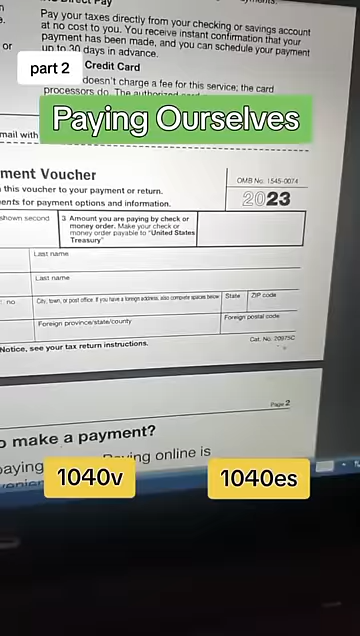 Direct Pay
Pay your taxes directly from your checking or savings account
at no cost to you. You receive instant confirmation that your
payment has been made, and you can schedule your payment
or up to 30 days in advance.
part 2
Credit Card
doesn't charge a fee for this service; the card
processors do. The authorized card
Paying Ourselves
mail with
ment Voucher
OMB No. 1545-0074
this voucher to your payment or return.
ents for payment options and information.
2023
shown second
3 Amount you are paying by check or
money order. Make your check or
money order payable to "United States
Treasury"
Last name
Last name
no.
City, town, or post office. If you have a foreign address, also complete spaces below
State
ZIP code
Foreign province/state/county
Foreign postal code
Notice, see your tax return instructions.
Cat. No. 20975C
Page 2
o make a payment?
paying
Paying online is
1040v
1040es